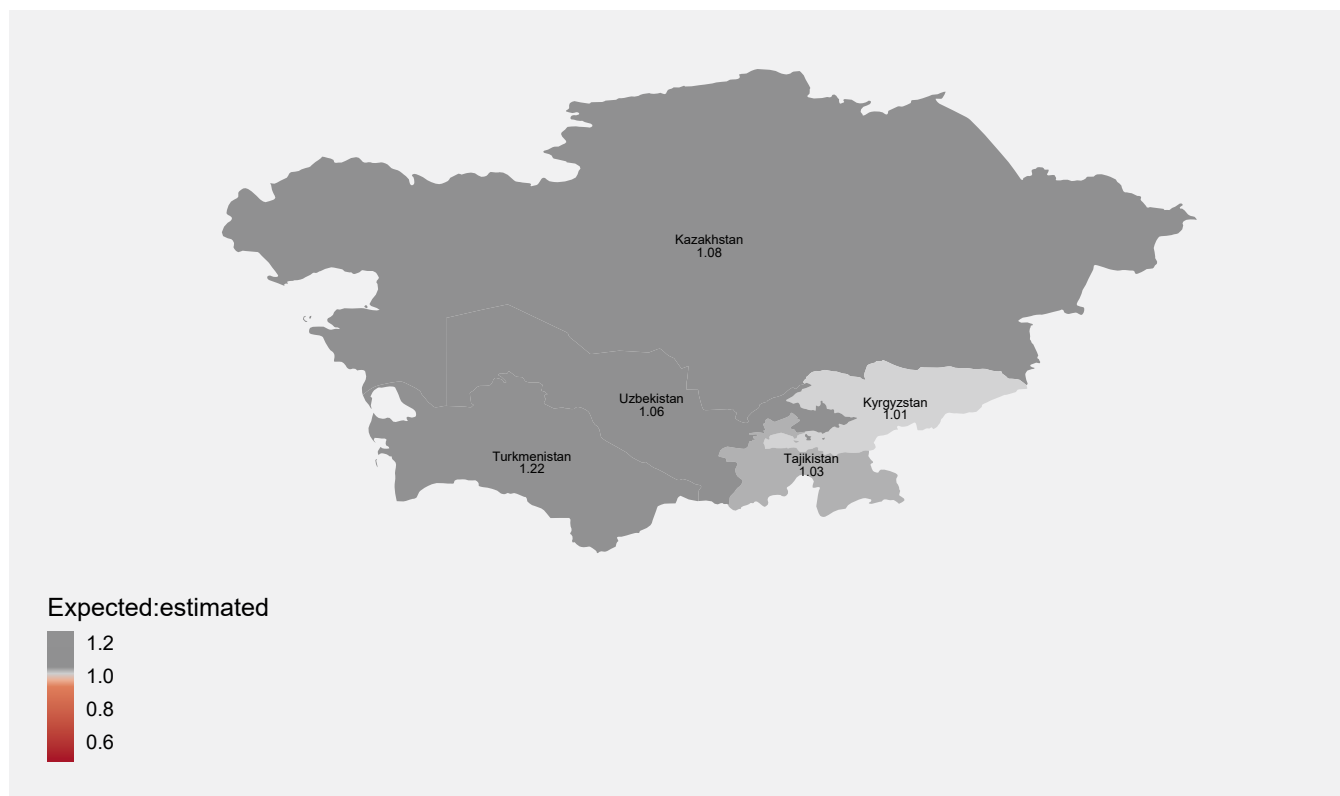 Kazakhstan
1.08
Uzbekistan
1.06
Kyrgyzstan
1.01
Turkmenistan
1.22
Tajikistan
1.03
Expected:estimated
1.2
1.0
0.8
0.6